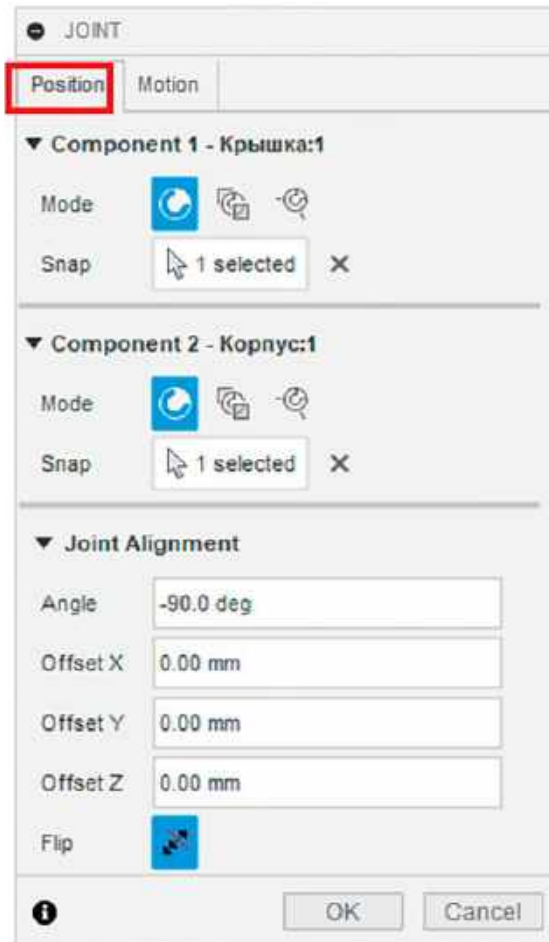 JOINT
Position Motion
Component 1 - Крышка:1
Mode
Snap 1 selected
Component 2 - Корпус:1
Mode
Snap 1 selected
Joint Alignment
Angle -90.0 deg
Offset X 0.00 mm
Offset Y 0.00 mm
Offset Z 0.00 mm
Flip
OK Cancel